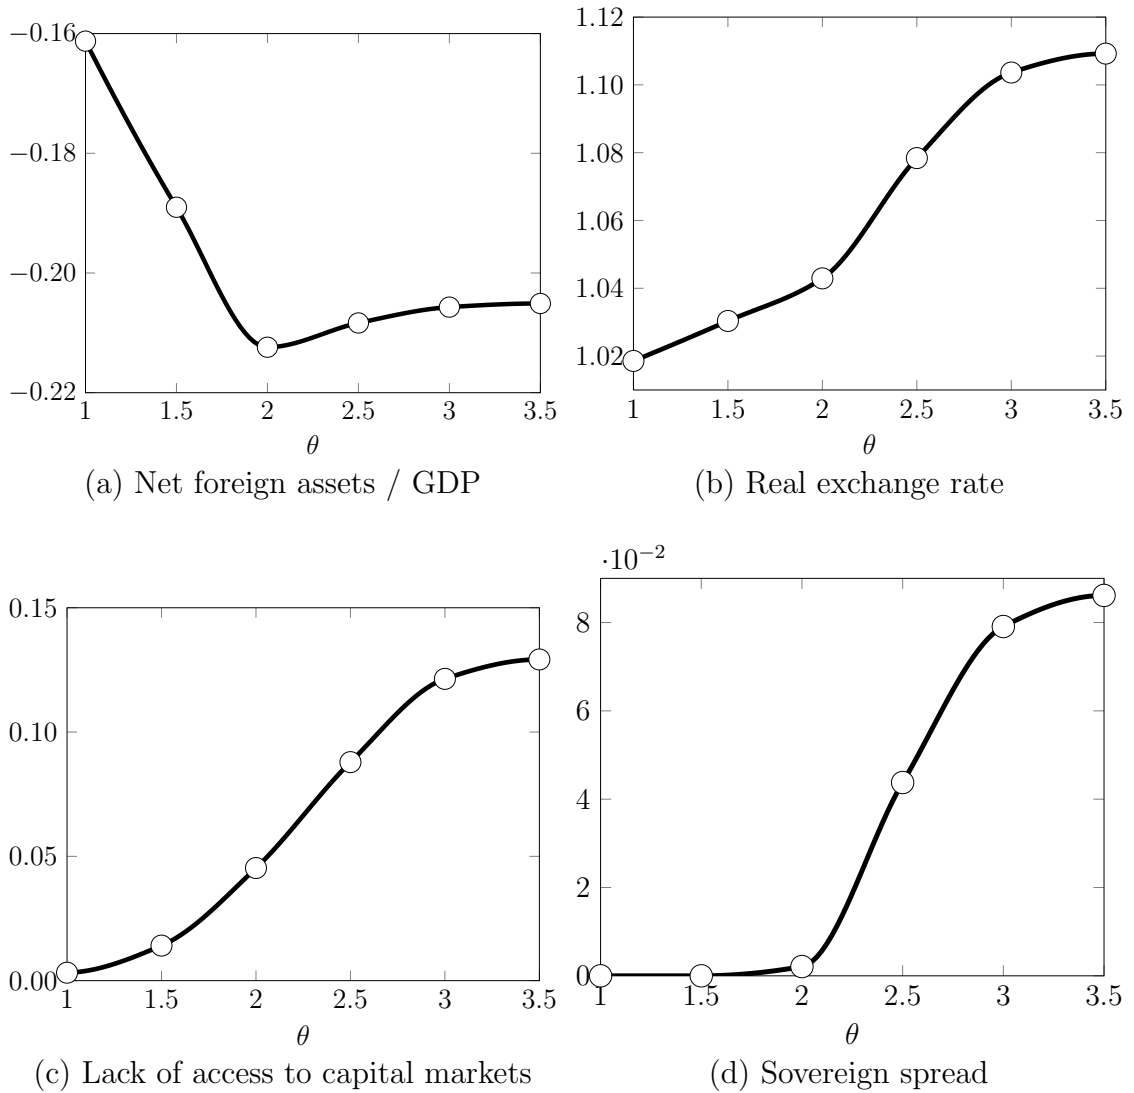 −0.16
−0.18
−0.20
−0.22
1 1.5 2 2.5 3 3.5
θ
(a) Net foreign assets / GDP
1.12
1.10
1.08
1.06
1.04
1.02
1 1.5 2 2.5 3 3.5
θ
(b) Real exchange rate
0.15
0.10
0.05
0.00
1 1.5 2 2.5 3 3.5
θ
(c) Lack of access to capital markets
·10−2
8
6
4
2
0
1 1.5 2 2.5 3 3.5
θ
(d) Sovereign spread